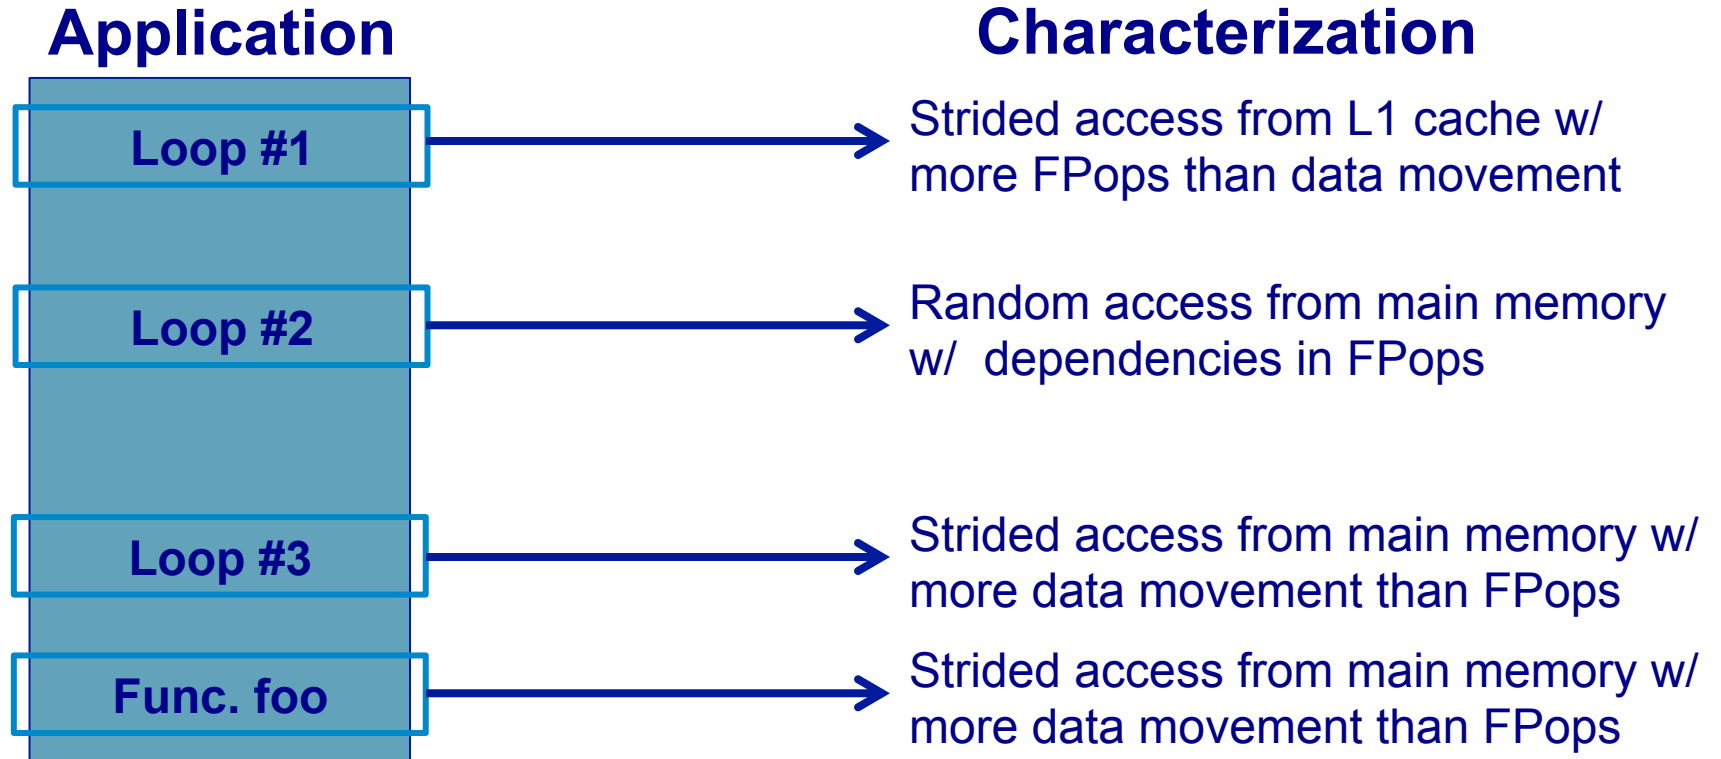 Application
Characterization
Loop #1
Strided access from L1 cache w/
more FPops than data movement
Loop #2
Random access from main memory
w/  dependencies in FPops
Loop #3
Strided access from main memory w/
more data movement than FPops
Func. foo
Strided access from main memory w/
more data movement than FPops